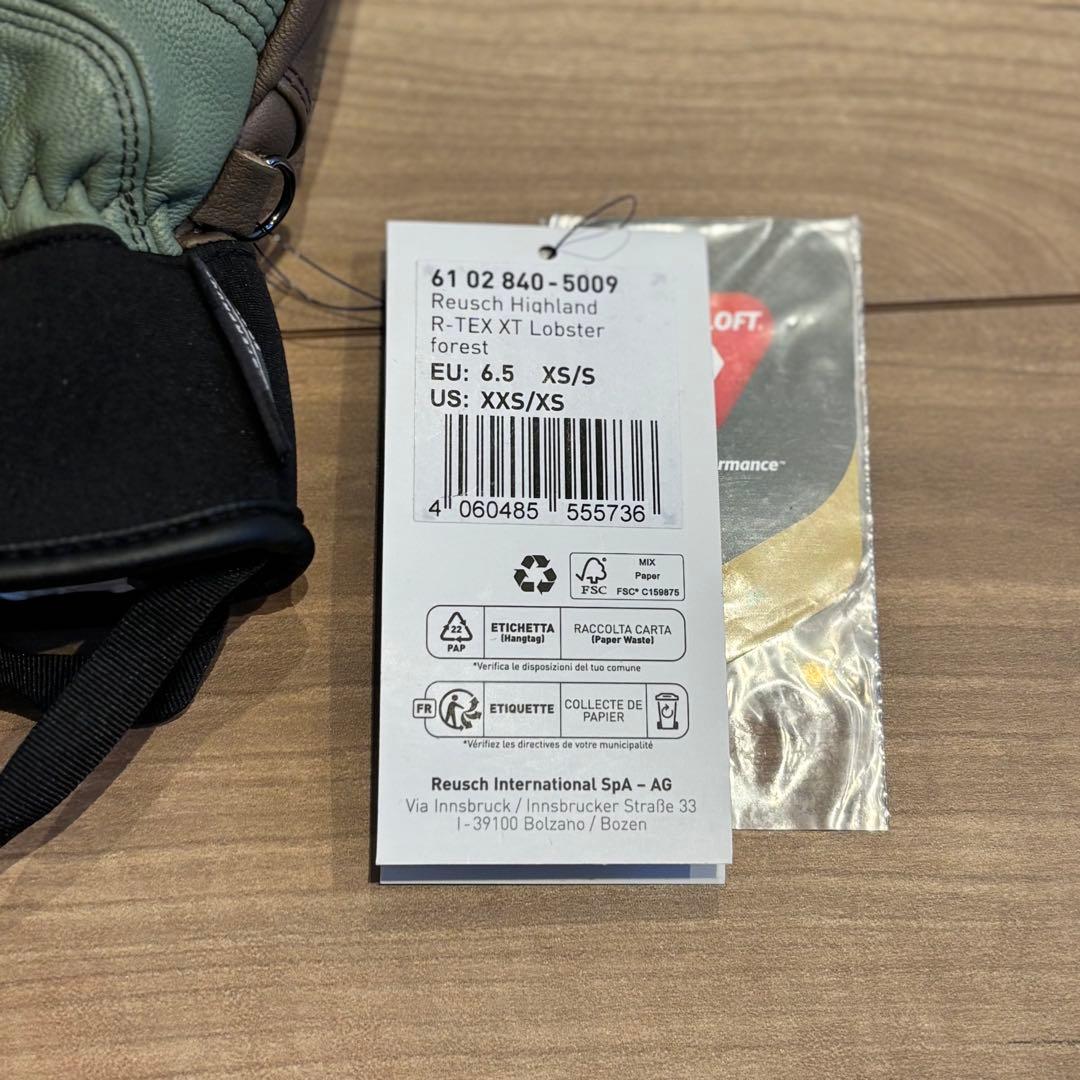 61 02 840-5009
Reusch Highland
R-TEX XT Lobster
forest
EU: 6.5 XS/S
US: XXS/XS
4 060485 555736
FSC
MIX
Paper
FSC® C159875
22
PAP
ETICHETTA
(Hangtag)
RACCOLTA CARTA
(Paper Waste)
*Verifica le disposizioni del tuo comune
FR
ETIQUETTE
COLLECTE DE
PAPIER
*Vérifiez les directives de votre municipalité
Reusch International SpA – AG
Via Innsbruck / Innsbrucker Straße 33
I-39100 Bolzano / Bozen
LOFT
rmance™